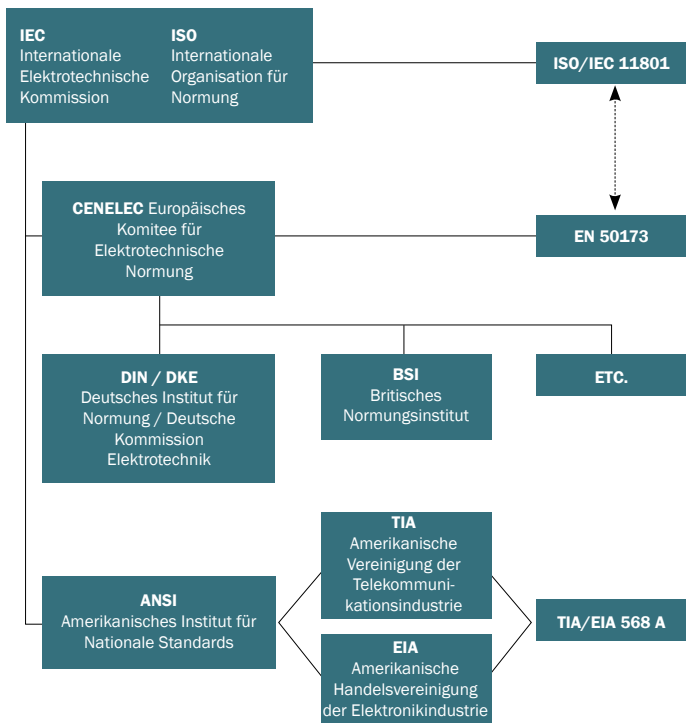 IEC
Internationale
Elektrotechnische
Kommission
ISO
Internationale
Organisation für
Normung
ISO/IEC 11801
CENELEC Europäisches
Komitee für
Elektrotechnische
Normung
EN 50173
DIN / DKE
Deutsches Institut für
Normung / Deutsche
Kommission
Elektrotechnik
BSI
Britisches
Normungsinstitut
ETC.
ANSI
Amerikanisches Institut für
Nationale Standards
TIA
Amerikanische
Vereinigung der
Telekommuni-
kationsindustrie
EIA
Amerikanische
Handelsvereinigung
der Elektronikindustrie
TIA/EIA 568 A